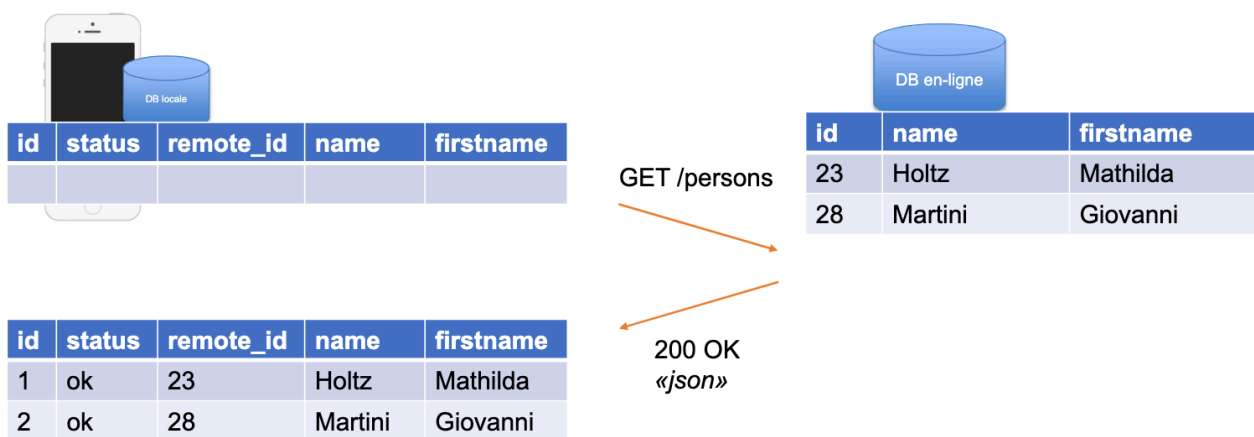 DB locale
id status remote_id name firstname
GET /persons
DB en-ligne
id name firstname
23 Holtz Mathilda
28 Martini Giovanni
200 OK
«json»
id status remote_id name firstname
1 ok 23 Holtz Mathilda
2 ok 28 Martini Giovanni